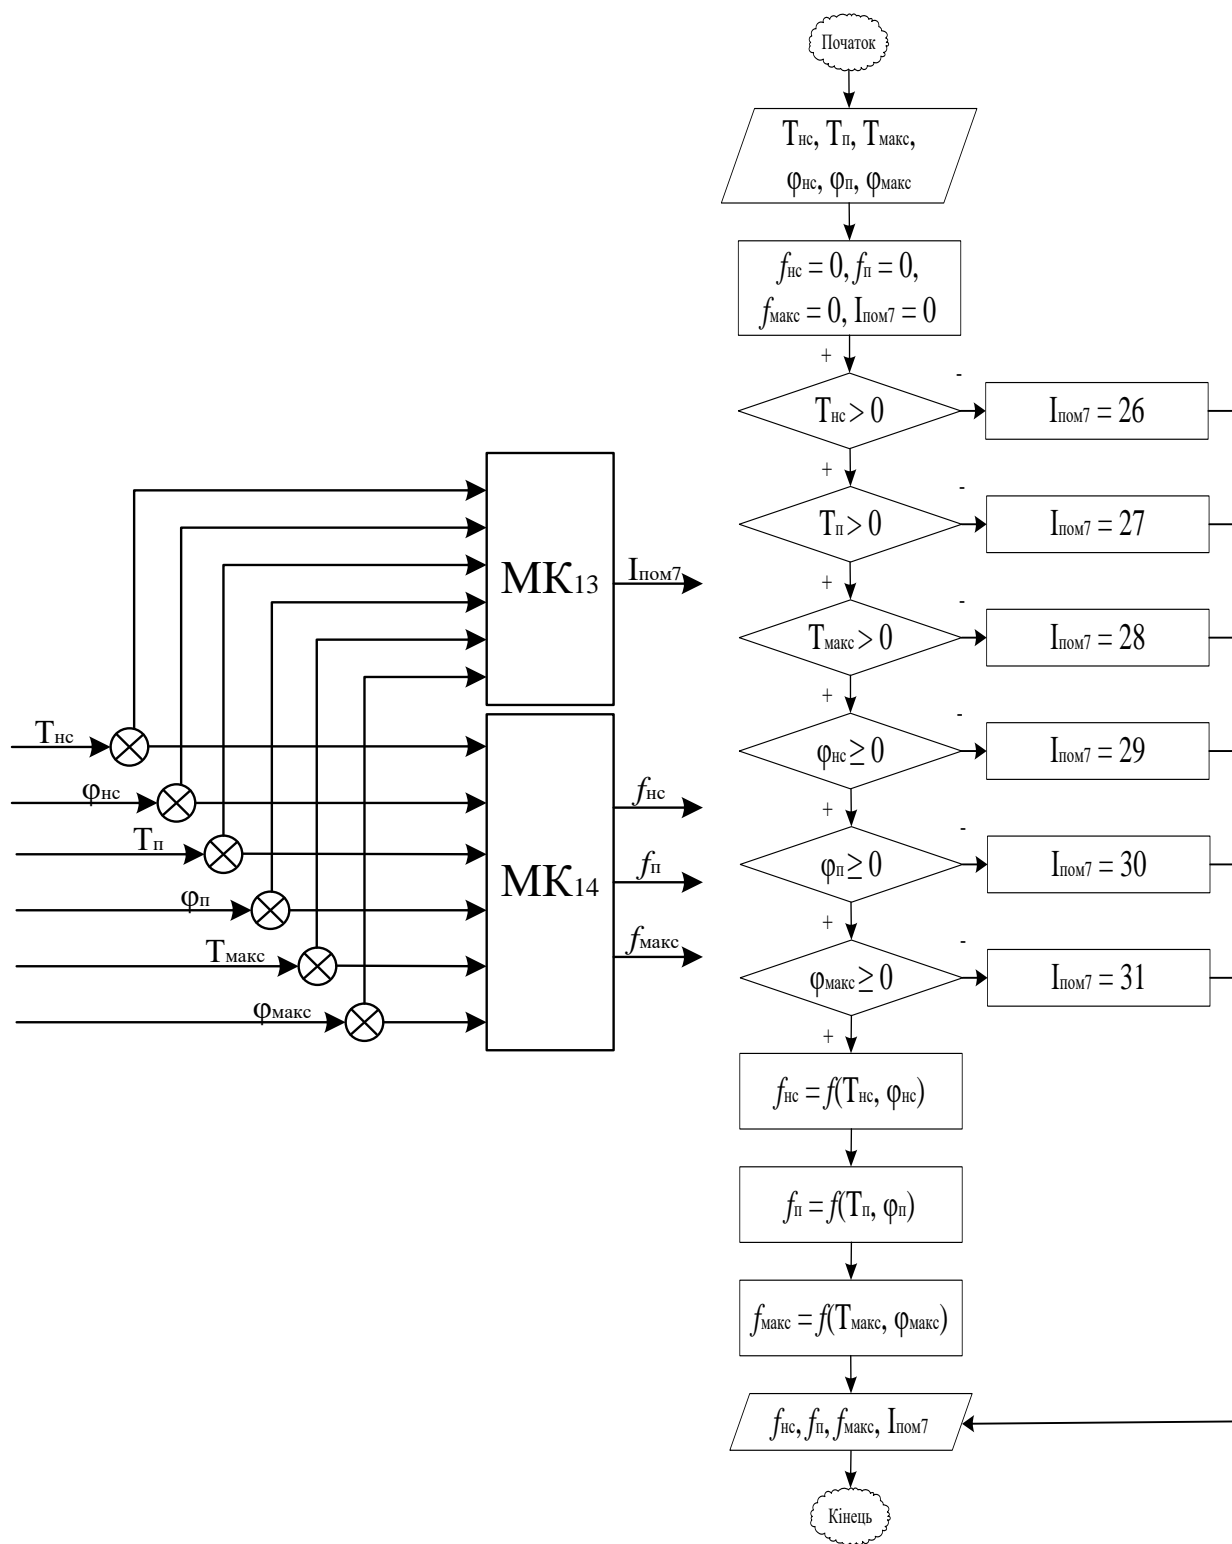 Початок
Tнс, Tп, Tмакс,
φнс, φп, φмакс
fнс = 0, fп = 0,
fмакс = 0, Iпом7 = 0
+
-
Tнс > 0
Iпом7 = 26
+
-
Tп > 0
Iпом7 = 27
+
-
Tмакс > 0
Iпом7 = 28
+
-
φнс ≥ 0
Iпом7 = 29
+
-
φп ≥ 0
Iпом7 = 30
+
-
φмакс ≥ 0
Iпом7 = 31
+
fнс = f(Tнс, φнс)
fп = f(Tп, φп)
fмакс = f(Tмакс, φмакс)
fнс, fп, fмакс, Iпом7
Кінець
МК13
Iпом7
Tнс
φнс
Tп
φп
Tмакс
φмакс
МК14
fнс
fп
fмакс